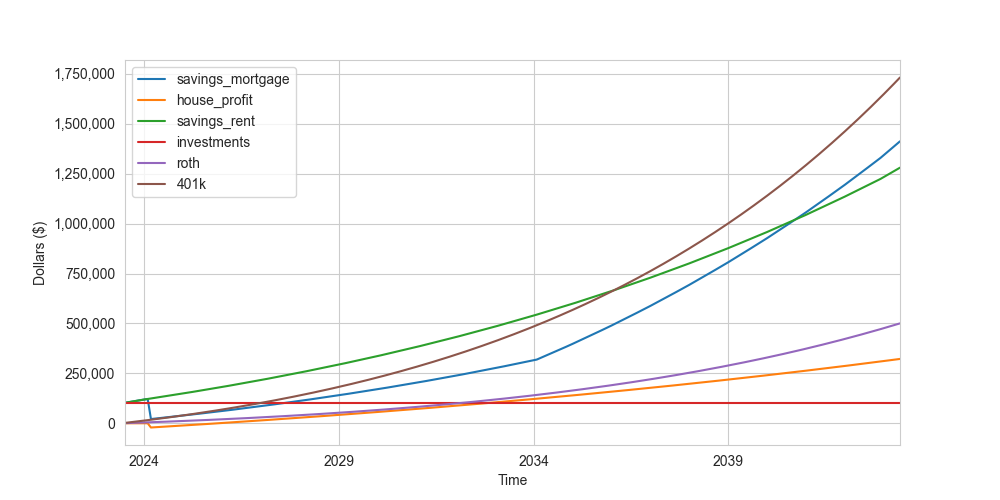 1,750,000
1,500,000
1,250,000
1,000,000
750,000
500,000
250,000
0
Dollars ($)
savings_mortgage
house_profit
savings_rent
investments
roth
401k
2024
2029
2034
2039
Time